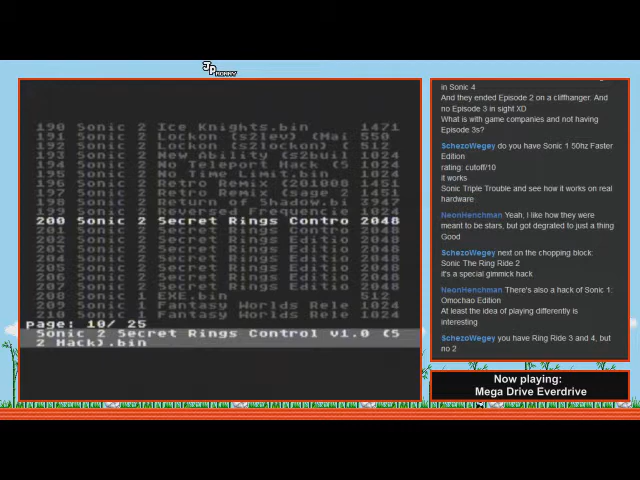 JP
RONNY
190 Sonic 2 Ice Knights.bin 1471
191 Sonic 2 Lockon (s2lev) (Mai 550
192 Sonic 2 Lockon (s2lockon) ( 512
193 Sonic 2 New Ability (s2buil 1024
194 Sonic 2 No Teleport Hack (S 1024
195 Sonic 2 No Time Limit.bin 1024
196 Sonic 2 Retro Remix (201008 1451
197 Sonic 2 Retro Remix (sage 2 1451
198 Sonic 2 Return of Shadow.bi 3947
199 Sonic 2 Reversed Frequencie 1024
200 Sonic 2 Secret Rings Contro 2048
201 Sonic 2 Secret Rings Editio 2048
202 Sonic 2 Secret Rings Editio 2048
203 Sonic 2 Secret Rings Editio 2048
204 Sonic 2 Secret Rings Editio 2048
205 Sonic 2 Secret Rings Editio 2048
206 Sonic 2 Secret Rings Editio 2048
207 Sonic 2 Secret Rings Editio 2048
208 Sonic 1 EXE.bin 512
209 Sonic 1 Fantasy Worlds Rele 1024
210 Sonic 1 Fantasy Worlds Rele 1024
Page: 10/ 25
Sonic 2 Secret Rings Control v1.0 (S
2 Hack).bin
in Sonic 4
And they ended Episode 2 on a cliffhanger. And
no Episode 3 in sight XD
What is with game companies and not having
Episode 3s?
SchezoWegey do you have Sonic 1 50hz Faster
Edition
rating: cutoff/10
it works
Sonic Triple Trouble and see how it works on real
hardware
NeonHenchman Yeah, I like how they were
meant to be stars, but got degrated to just a thing
Good
SchezoWegey next on the chopping block:
Sonic The Ring Ride 2
it's a special gimmick hack
NeonHenchman There's also a hack of Sonic 1:
Omochao Edition
At least the idea of playing differently is
interesting
SchezoWegey you have Ring Ride 3 and 4, but
no 2
Now playing:
Mega Drive Everdrive